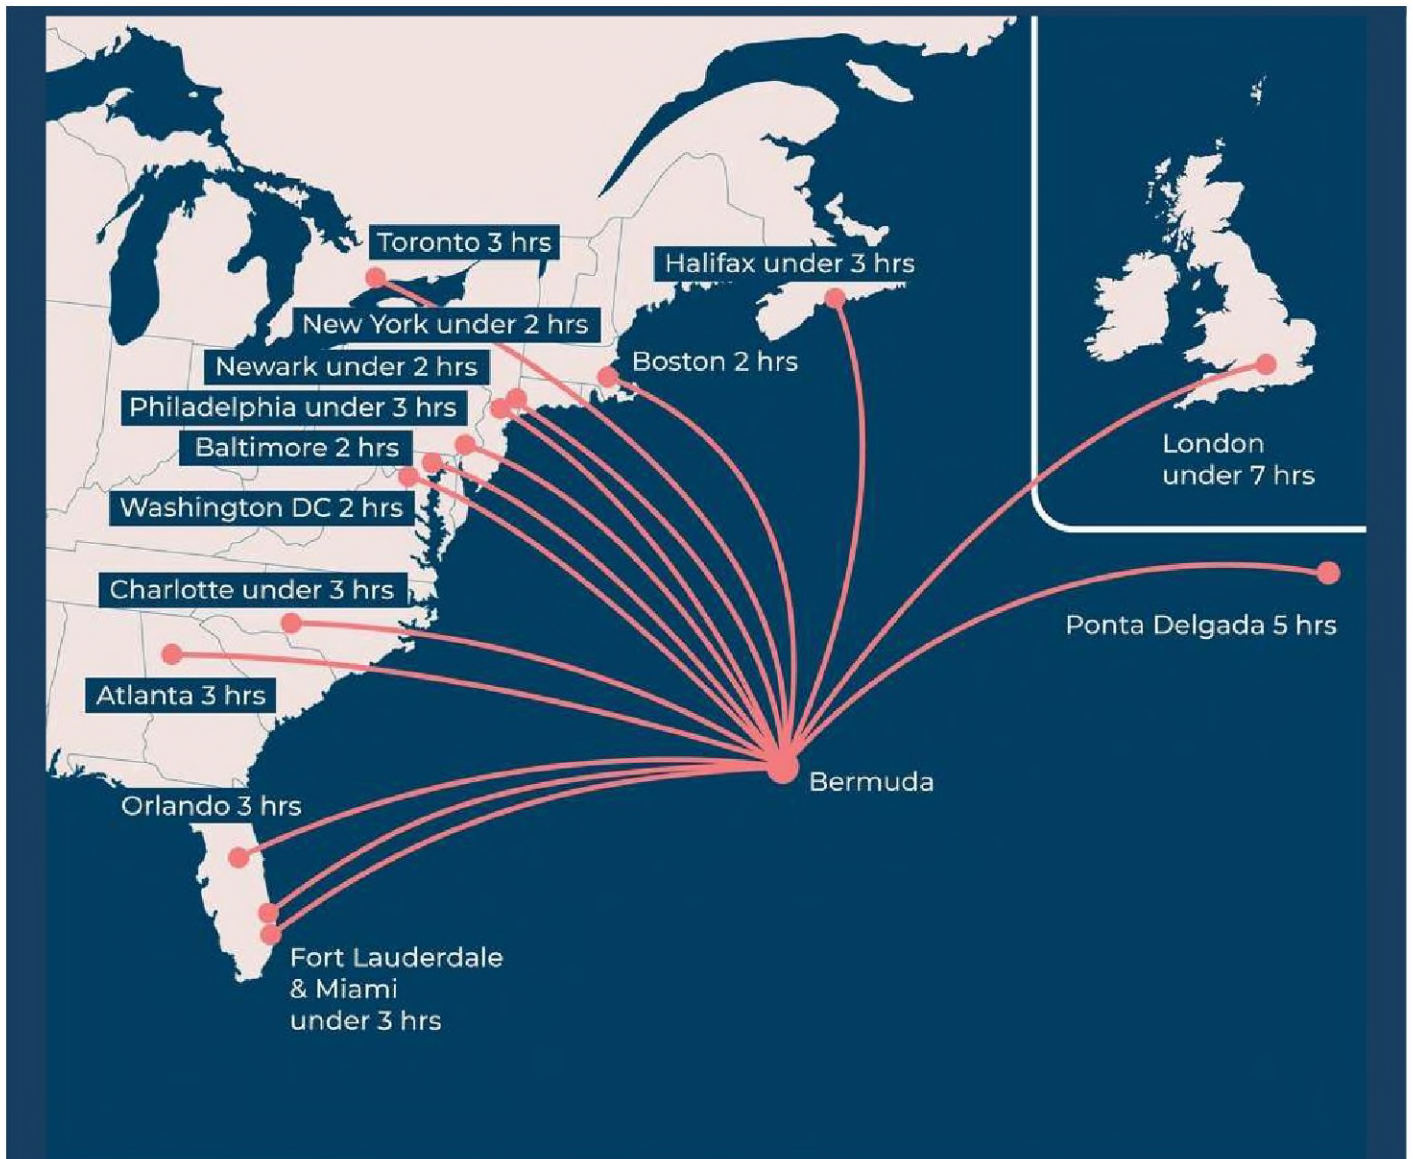 Toronto 3 hrs
Halifax under 3 hrs
New York under 2 hrs
Boston 2 hrs
Newark under 2 hrs
Philadelphia under 3 hrs
Baltimore 2 hrs
London
under 7 hrs
Washington DC 2 hrs
Charlotte under 3 hrs
Ponta Delgada 5 hrs
Atlanta 3 hrs
Bermuda
Orlando 3 hrs
Fort Lauderdale
& Miami
under 3 hrs